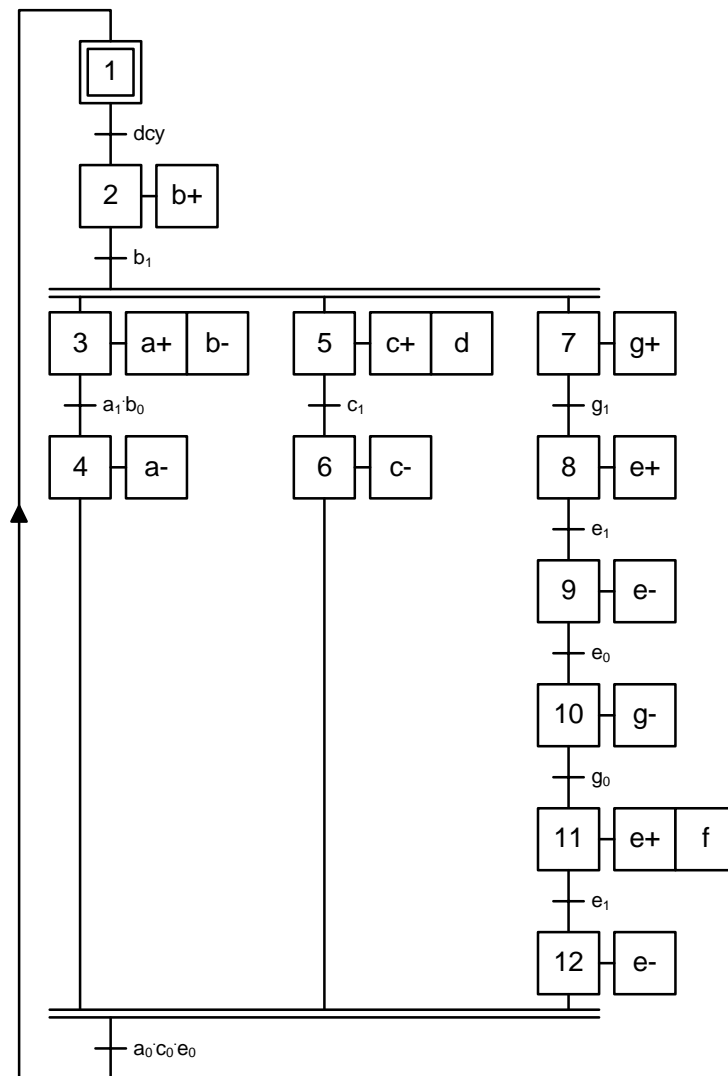 1
dcy
2 b+
b₁
3 a+ b- 5 c+ d 7 g+
a₁·b₀ c₁ g₁
4 a- 6 c- 8 e+
e₁
9 e-
e₀
10 g-
g₀
11 e+ f
e₁
12 e-
a₀·c₀·e₀